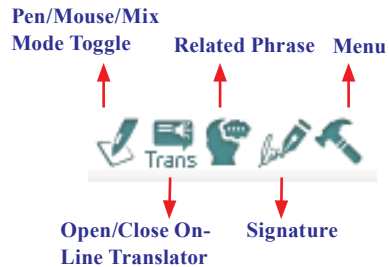 Pen/Mouse/Mix
Mode Toggle
Related Phrase
Menu
Trans
Open/Close On-
Line Translator
Signature